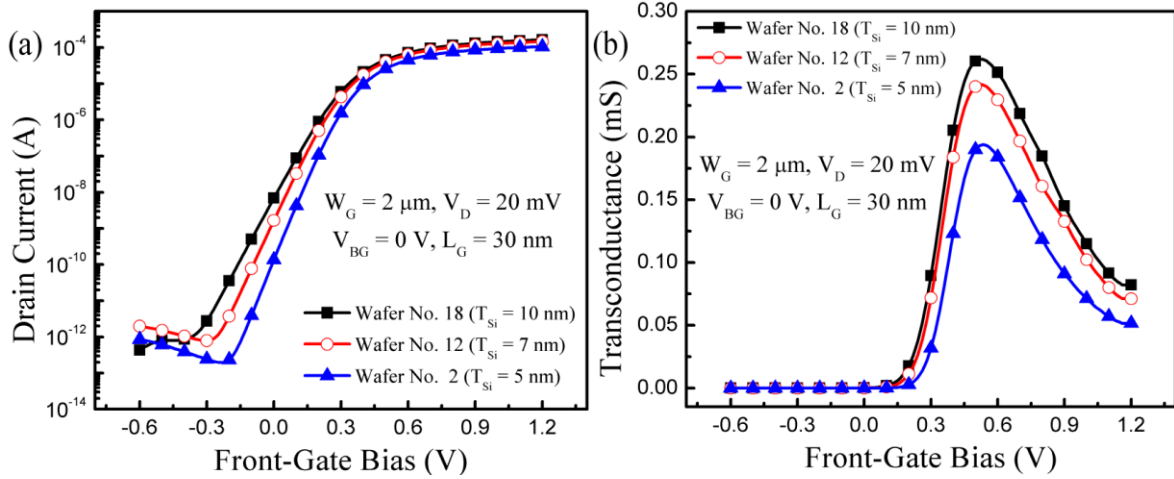 (a)
Drain Current (A)
10⁻⁴
10⁻⁶
10⁻⁸
10⁻¹⁰
10⁻¹²
10⁻¹⁴
W_G = 2 μm, V_D = 20 mV
V_BG = 0 V, L_G = 30 nm
Wafer No. 18 (T_Si = 10 nm)
Wafer No. 12 (T_Si = 7 nm)
Wafer No. 2 (T_Si = 5 nm)
-0.6 -0.3 0.0 0.3 0.6 0.9 1.2
Front-Gate Bias (V)
(b)
Transconductance (mS)
0.30
0.25
0.20
0.15
0.10
0.05
0.00
Wafer No. 18 (T_Si = 10 nm)
Wafer No. 12 (T_Si = 7 nm)
Wafer No. 2 (T_Si = 5 nm)
W_G = 2 μm, V_D = 20 mV
V_BG = 0 V, L_G = 30 nm
-0.6 -0.3 0.0 0.3 0.6 0.9 1.2
Front-Gate Bias (V)